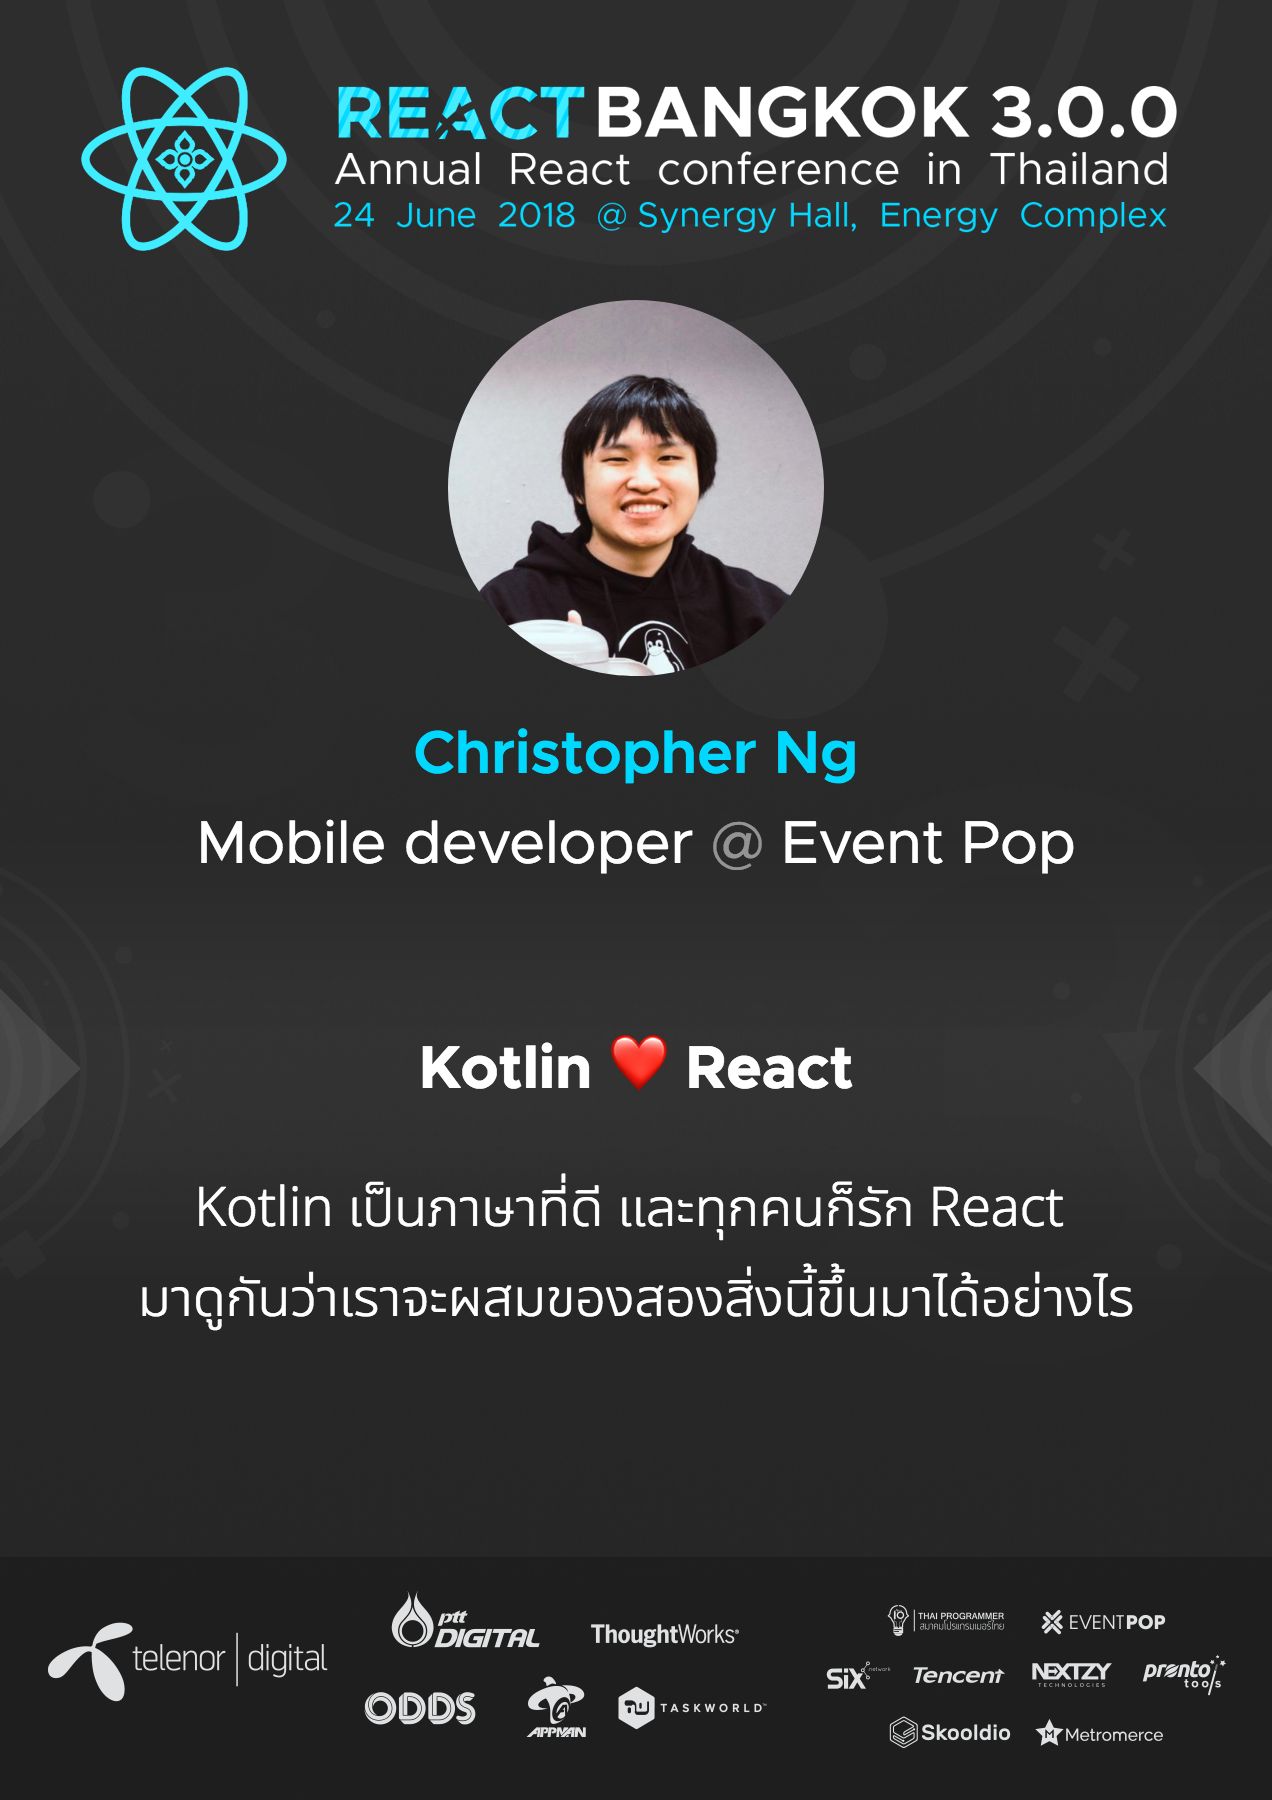 REACT BANGKOK 3.0.0
Annual React conference in Thailand
24 June 2018 @ Synergy Hall, Energy Complex
Christopher Ng
Mobile developer @ Event Pop
Kotlin ❤️ React
Kotlin เป็นภาษาที่ดี และทุกคนก็รัก React
มาดูกันว่าเราจะผสมของสองสิ่งนี้ขึ้นมาได้อย่างไร
telenor | digital
ptt
DIGITAL
ThoughtWorks®
ODDS
APPMAN
TASKWORLD™
THAI PROGRAMMER
สมาคมโปรแกรมเมอร์ไทย
EVENTPOP
SIX network
Tencent
NEXTZY
TECHNOLOGIES
pronto
tools
Skooldio
M Metromerce